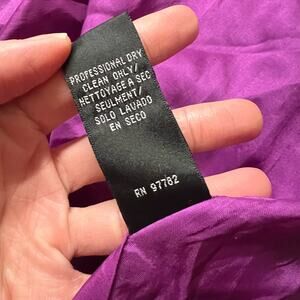 PROFESSIONAL DRY
CLEAN ONLY/
NETTOYAGE A SEC
SEULMENT/
SOLO LAVADO
EN SECO
RN 97782